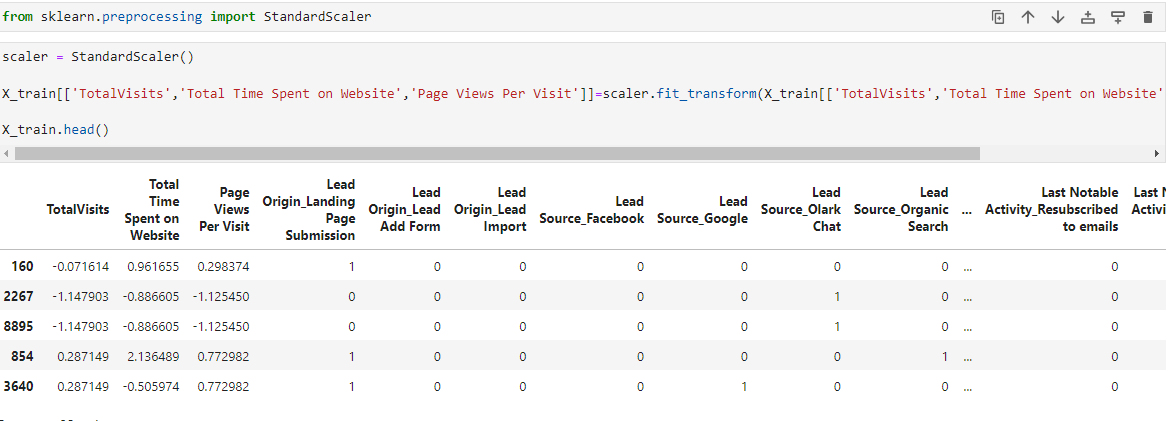 from sklearn.preprocessing import StandardScaler
scaler = StandardScaler()
X_train[['TotalVisits','Total Time Spent on Website','Page Views Per Visit']]=scaler.fit_transform(X_train[['TotalVisits','Total Time Spent on Website'
X_train.head()
TotalVisits Total Time Spent on Website Page Views Per Visit Lead Origin_Landing Page Submission Lead Origin_Lead Add Form Lead Origin_Lead Import Lead Source_Facebook Lead Source_Google Lead Source_Olark Chat Lead Source_Organic Search ... Last Notable Activity_Resubscribed to emails Last N Activi
160 -0.071614 0.961655 0.298374 1 0 0 0 0 0 0 ... 0
2267 -1.147903 -0.886605 -1.125450 0 0 0 0 0 1 0 ... 0
8895 -1.147903 -0.886605 -1.125450 0 0 0 0 0 1 0 ... 0
854 0.287149 2.136489 0.772982 1 0 0 0 0 0 1 ... 0
3640 0.287149 -0.505974 0.772982 1 0 0 0 1 0 0 ... 0